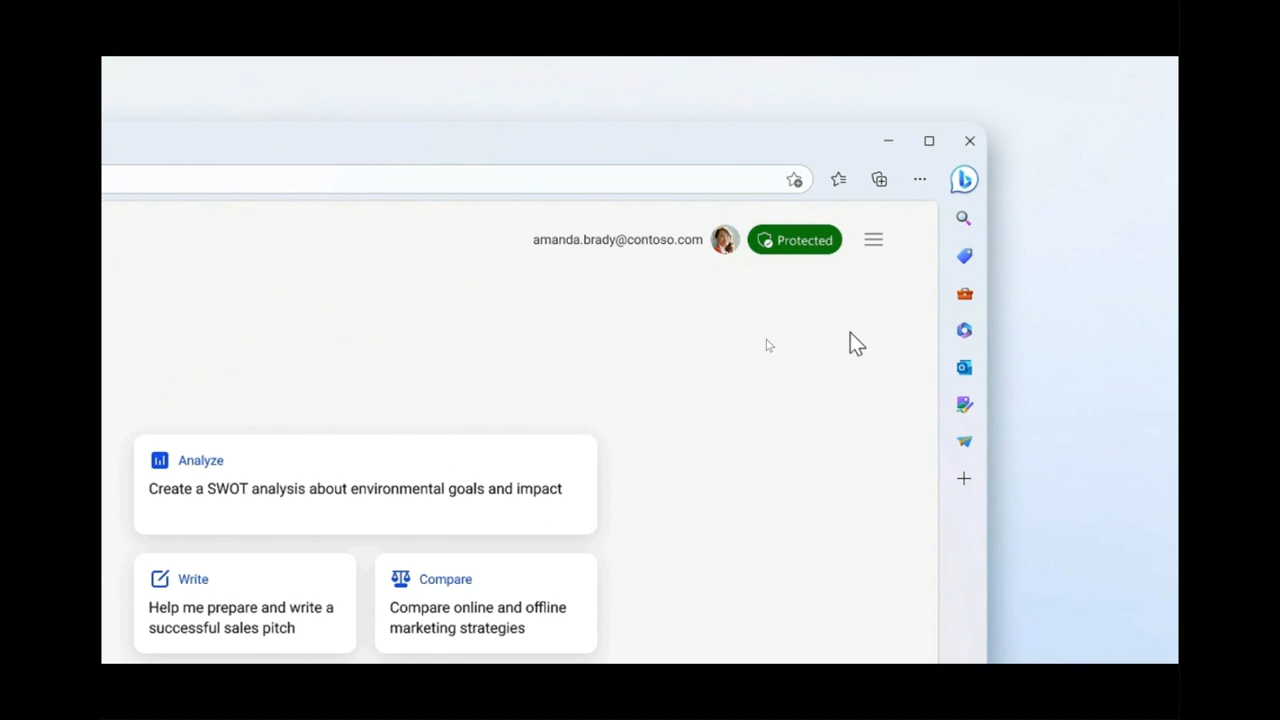 amanda.brady@contoso.com
Protected
Analyze
Create a SWOT analysis about environmental goals and impact
Write
Help me prepare and write a
successful sales pitch
Compare
Compare online and offline
marketing strategies